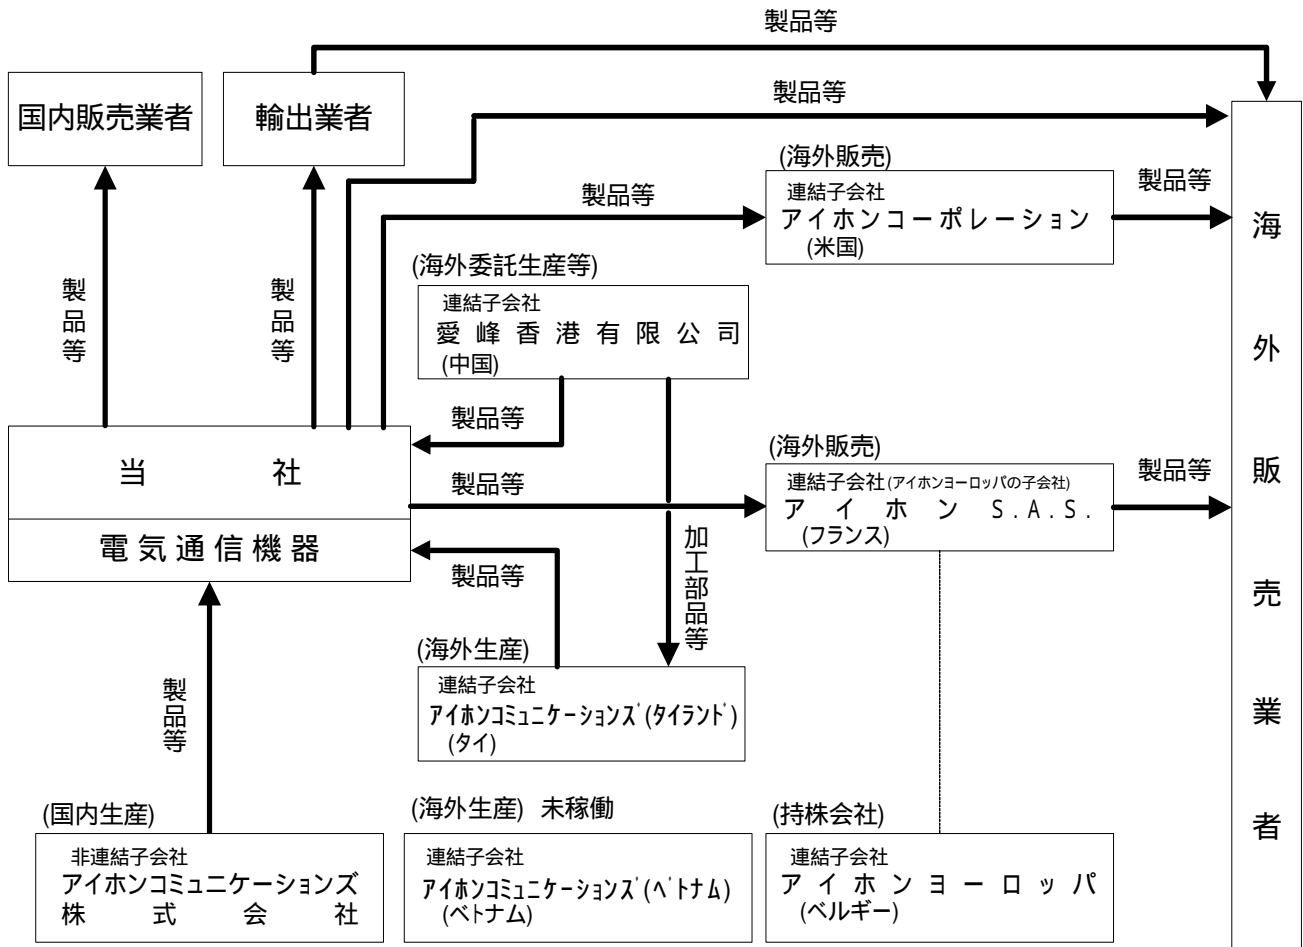 製品等
国内販売業者
輸出業者
製品等
(海外販売)
連結子会社
アイホンコーポレーション
(米国)
製品等
製品等
海外販売業者
(海外委託生産等)
連結子会社
愛峰香港有限公司
(中国)
製品等
製品等
製品等
当社
電気通信機器
製品等
(海外販売)
連結子会社(アイホンヨーロッパの子会社)
アイホン S.A.S.
(フランス)
製品等
製品等
加工部品等
(海外生産)
連結子会社
ｱｲﾎﾝｺﾐｭﾆｹｰｼｮﾝｽﾞ(ﾀｲﾗﾝﾄﾞ)
(タイ)
製品等
(国内生産)
非連結子会社
アイホンコミュニケーションズ
株式会社
(海外生産) 未稼働
連結子会社
ｱｲﾎﾝｺﾐｭﾆｹｰｼｮﾝｽﾞ(ﾍﾞﾄﾅﾑ)
(ベトナム)
(持株会社)
連結子会社
アイホンヨーロッパ
(ベルギー)